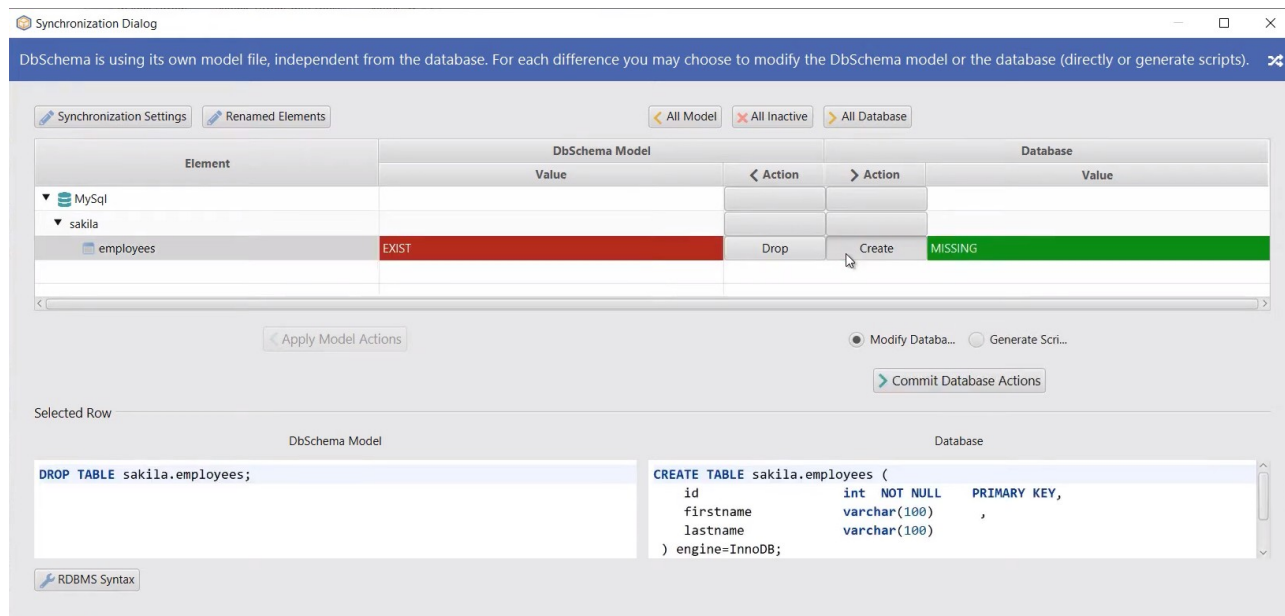 Synchronization Dialog
DbSchema is using its own model file, independent from the database. For each difference you may choose to modify the DbSchema model or the database (directly or generate scripts).
Synchronization Settings Renamed Elements All Model All Inactive All Database
Element DbSchema Model Database
Value Action Action Value
MySql
sakila
employees EXIST Drop Create MISSING
Apply Model Actions Modify Databa... Generate Scri...
Commit Database Actions
Selected Row
DbSchema Model Database
DROP TABLE sakila.employees;
CREATE TABLE sakila.employees (
id int NOT NULL PRIMARY KEY,
firstname varchar(100) ,
lastname varchar(100)
) engine=InnoDB;
RDBMS Syntax